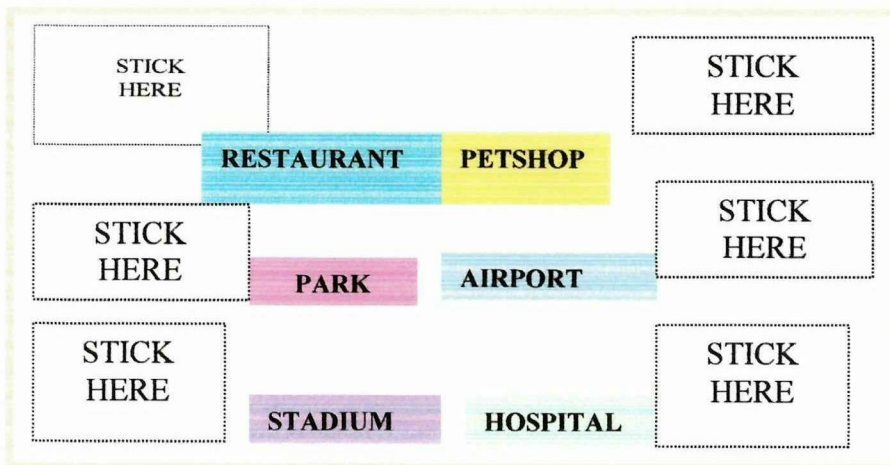 STICK
HERE
STICK
HERE
RESTAURANT PETSHOP
STICK
HERE
STICK
HERE
PARK AIRPORT
STICK
HERE
STICK
HERE
STADIUM HOSPITAL